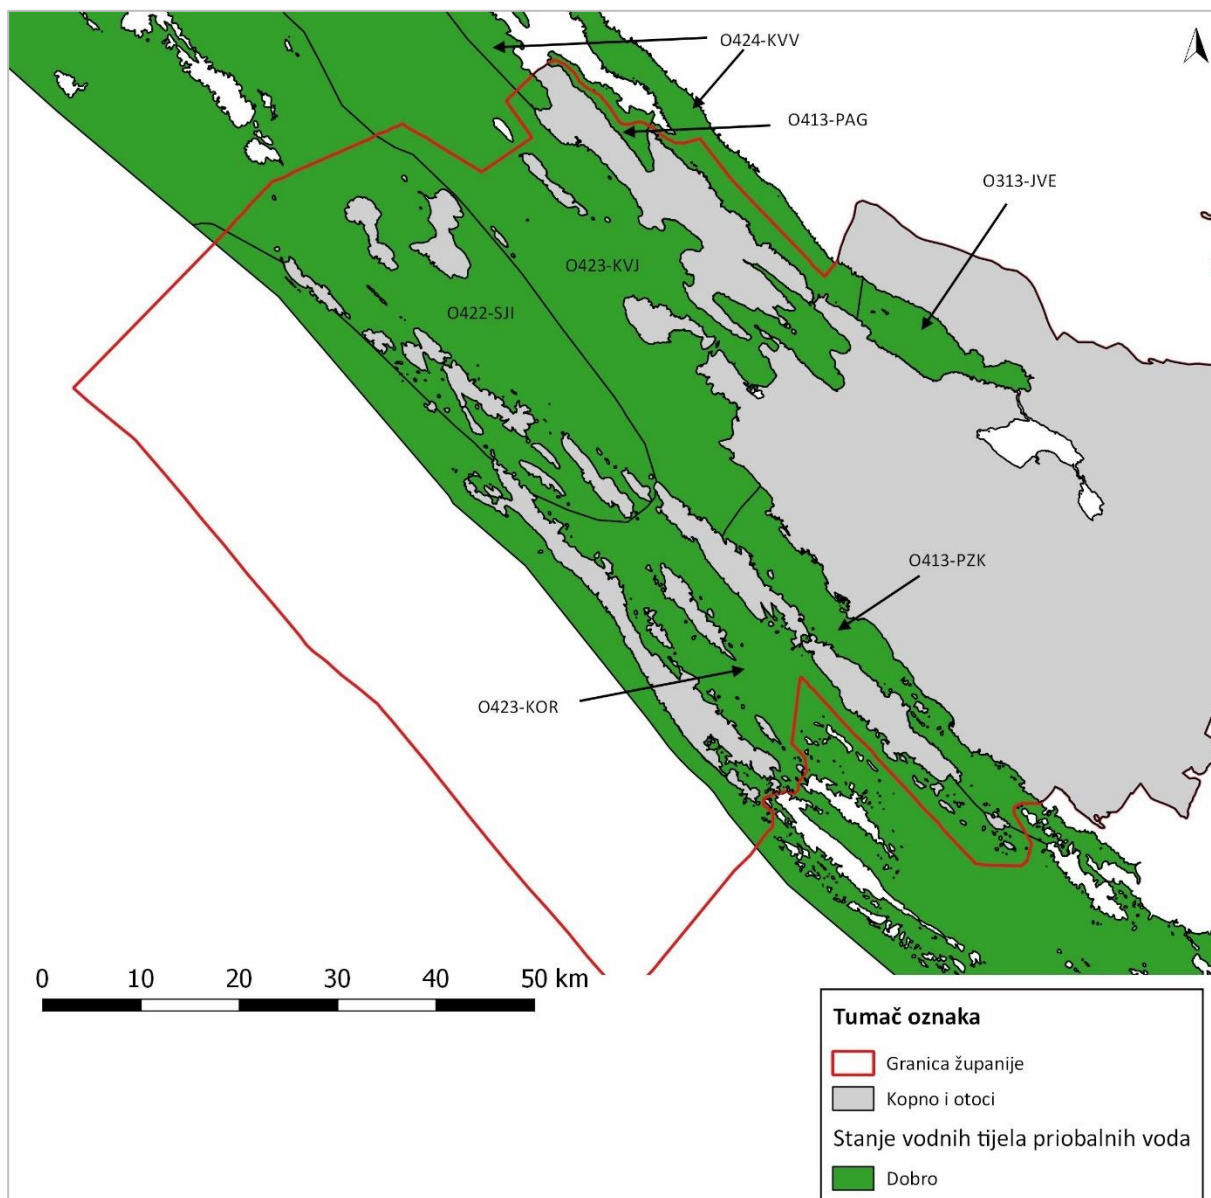 O424-KVV
O413-PAG
O313-JVE
O423-KVJ
O422-SJI
O413-PZK
O423-KOR
0 10 20 30 40 50 km
Tumač oznaka
Granica županije
Kopno i otoci
Stanje vodnih tijela priobalnih voda
Dobro